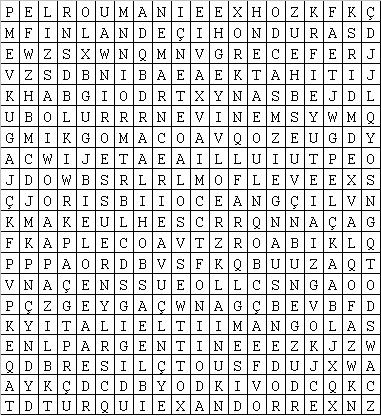 P E L R O U M A N I E E X H O Z K F K Ç
M F I N L A N D E Ç I H O N D U R A S D
E W Z S X W N Q M N V G R E C E F E R J
V Z S D B N I B A E A E K T A H I T I J
K H A B G I O D R T X Y N A S B E J D L
U B O L U R R R N E V I N E M S Y W M Q
G M I K G O M A C O A V Q O Z E U G D Y
A C W I J E T A E A I L L U I U T P E O
J D O W B S R L R L M O F L E V E E X S
Ç J O R I S B I I O C E A N G Ç I L V N
K M A K E U L H E S C R R Q N N A Ç A G
F K A P L E C O A V T Z R O A B I K L Q
P P P A O R D B V S F K Q B U U Z A Q T
V N A Ç E N S S U E O L L C S N G A O O
P Ç Z G E Y G A Ç W N A G Ç B E V B F D
K Y I T A L I E L T I I M A N G O L A S
E N L P A R G E N T I N E E E Z K J Z W
Q D B R E S I L Ç T O U S F D U J X W A
A Y K Ç D C D B Y O D K I V O D C Q K C
T D T U R Q U I E X A N D O R R E X N Z